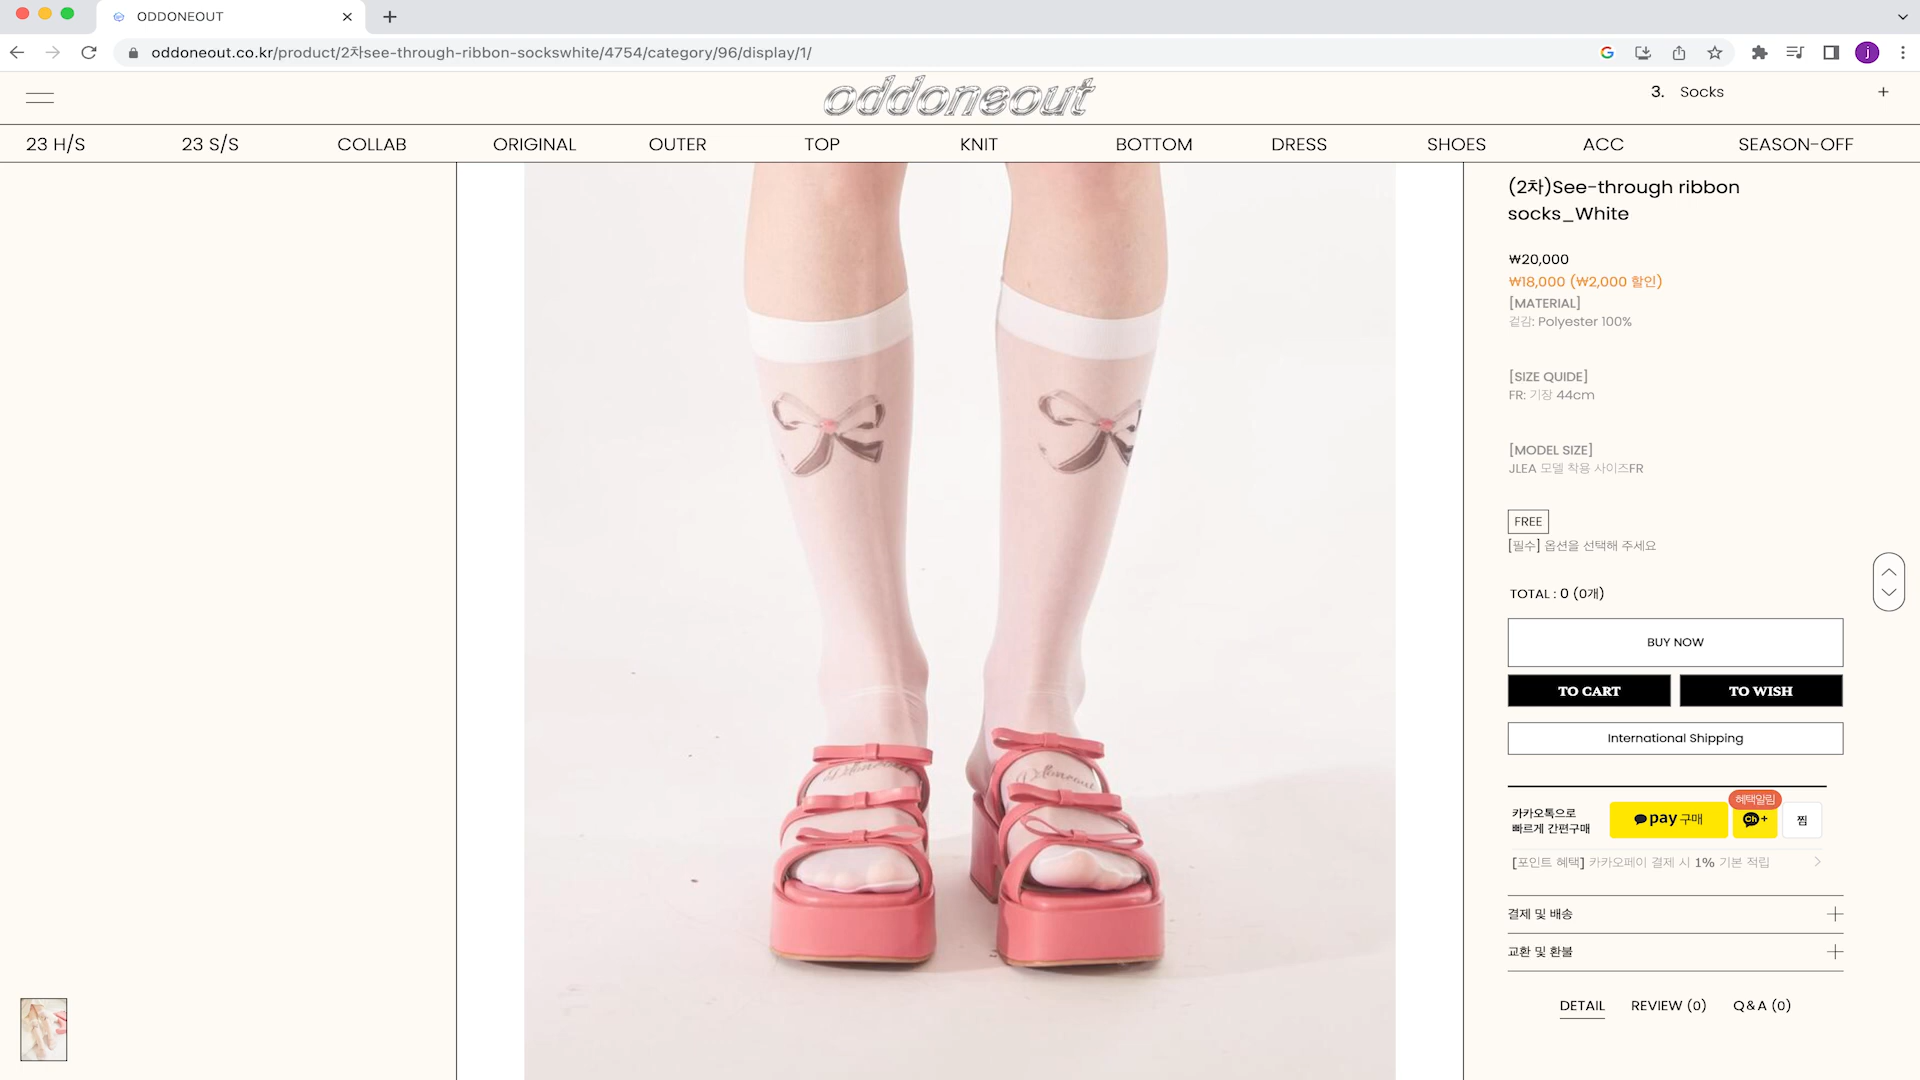 ODDONEOUT
oddoneout.co.kr/product/2차see-through-ribbon-sockswhite/4754/category/96/display/1/
j
oddoneout
3. Socks +
23 H/S 23 S/S COLLAB ORIGINAL OUTER TOP KNIT BOTTOM DRESS SHOES ACC SEASON-OFF
(2차)See-through ribbon
socks_White
₩20,000
₩18,000 (₩2,000 할인)
[MATERIAL]
겉감: Polyester 100%
[SIZE QUIDE]
FR: 기장 44cm
[MODEL SIZE]
JLEA 모델 착용 사이즈FR
FREE
[필수] 옵션을 선택해 주세요
TOTAL : 0 (0개)
BUY NOW
TO CART TO WISH
International Shipping
혜택알림
카카오톡으로
빠르게 간편구매
pay 구매 Ch+ 찜
[포인트 혜택] 카카오페이 결제 시 1% 기본 적립
결제 및 배송
교환 및 환불
DETAIL REVIEW (0) Q&A (0)